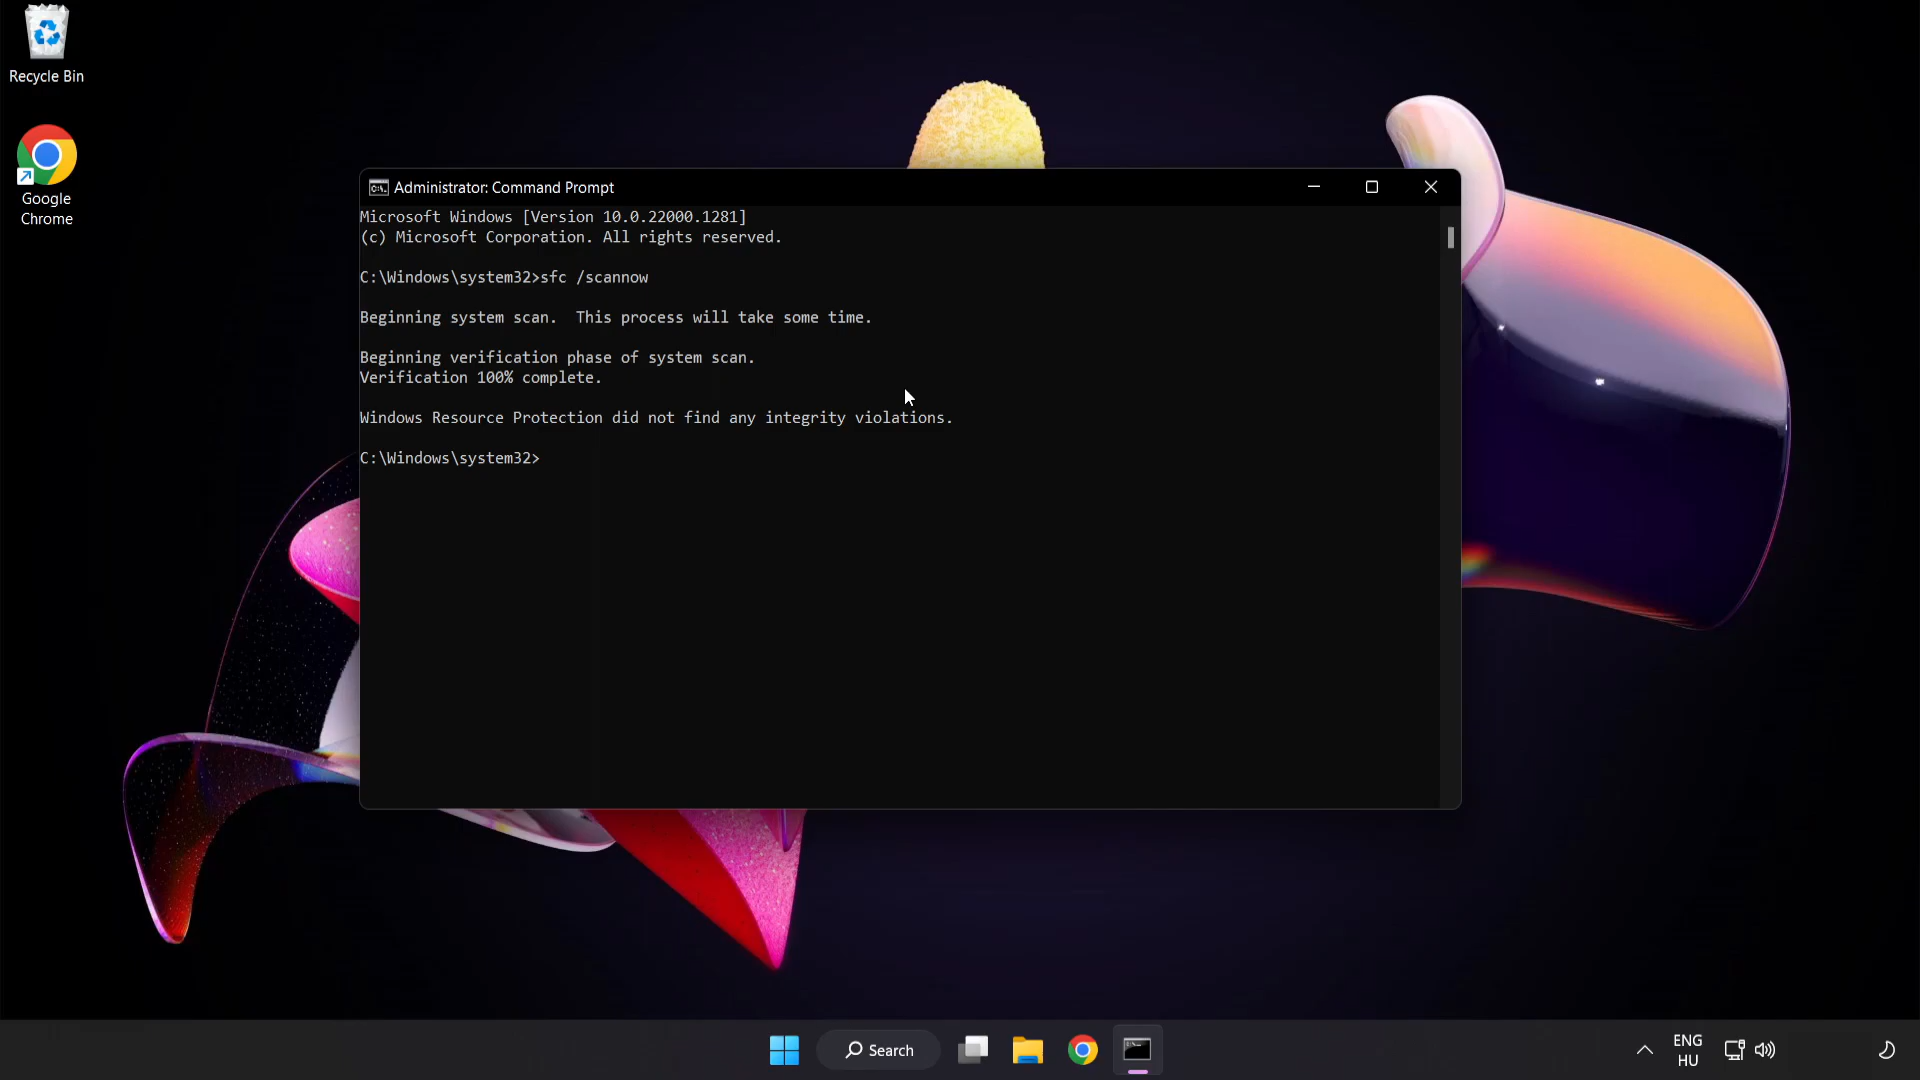 Recycle Bin
Google
Chrome
Administrator: Command Prompt
Microsoft Windows [Version 10.0.22000.1281]
(c) Microsoft Corporation. All rights reserved.
C:\Windows\system32>sfc /scannow
Beginning system scan.  This process will take some time.
Beginning verification phase of system scan.
Verification 100% complete.
Windows Resource Protection did not find any integrity violations.
C:\Windows\system32>
Search
ENG
HU